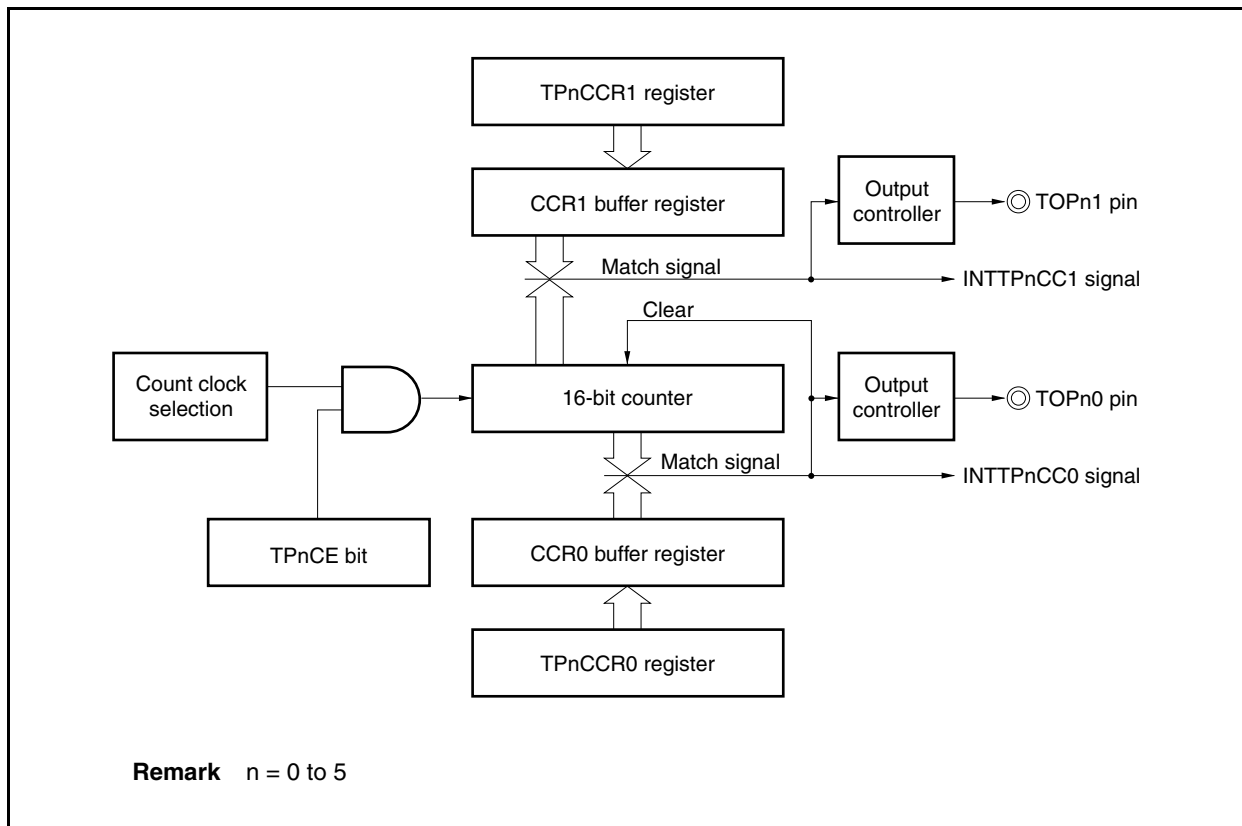 TPnCCR1 register
CCR1 buffer register
Output
controller
TOPn1 pin
Match signal
INTTPnCC1 signal
Clear
Count clock
selection
16-bit counter
Output
controller
TOPn0 pin
Match signal
INTTPnCC0 signal
TPnCE bit
CCR0 buffer register
TPnCCR0 register
Remark n = 0 to 5